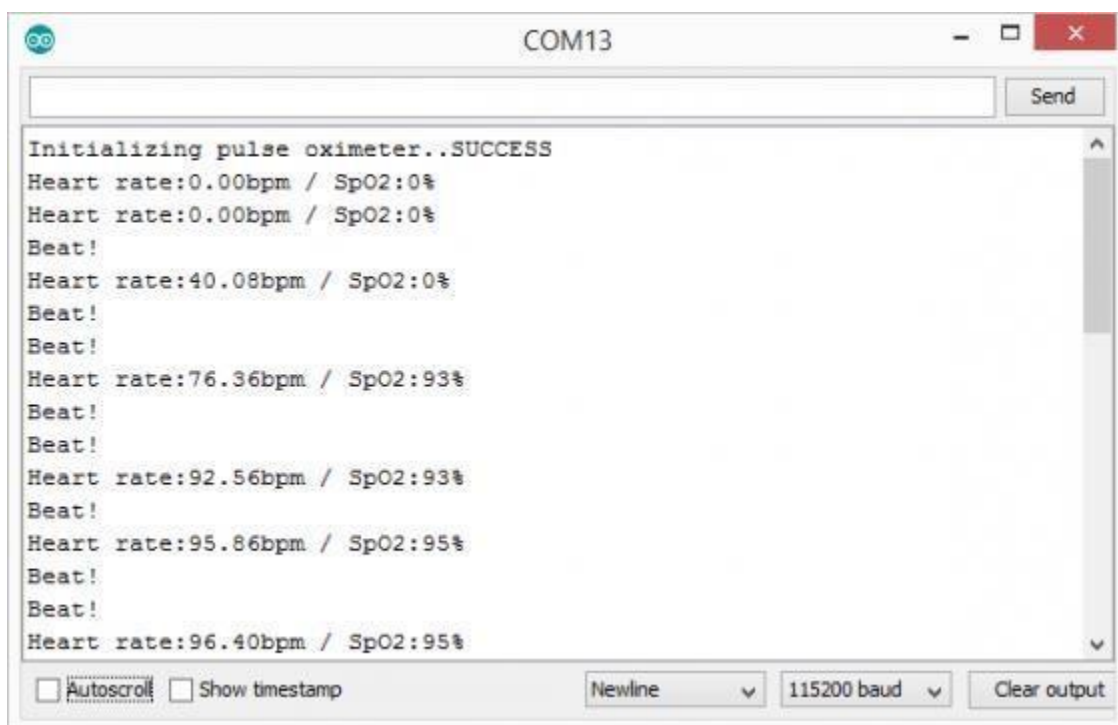 COM13
Send
Initializing pulse oximeter..SUCCESS
Heart rate:0.00bpm / SpO2:0%
Heart rate:0.00bpm / SpO2:0%
Beat!
Heart rate:40.08bpm / SpO2:0%
Beat!
Beat!
Heart rate:76.36bpm / SpO2:93%
Beat!
Beat!
Heart rate:92.56bpm / SpO2:93%
Beat!
Heart rate:95.86bpm / SpO2:95%
Beat!
Beat!
Heart rate:96.40bpm / SpO2:95%
Autoscroll Show timestamp Newline 115200 baud Clear output